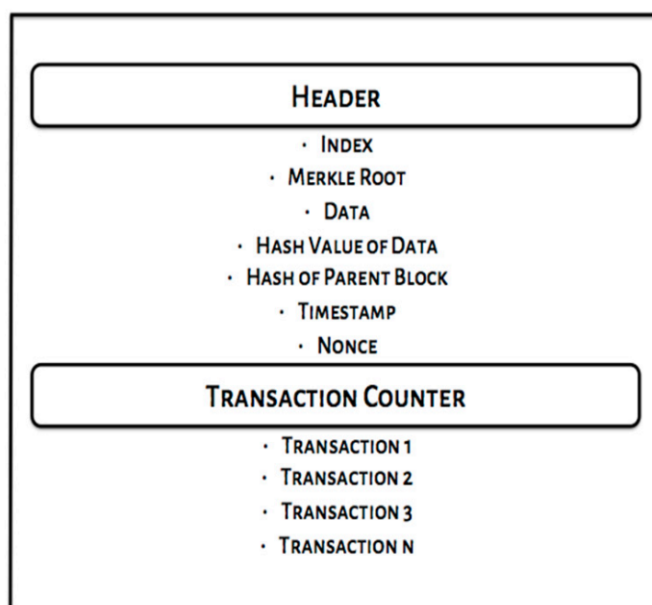 HEADER
· INDEX
· MERKLE ROOT
· DATA
· HASH VALUE OF DATA
· HASH OF PARENT BLOCK
· TIMESTAMP
· NONCE
TRANSACTION COUNTER
· TRANSACTION 1
· TRANSACTION 2
· TRANSACTION 3
· TRANSACTION N